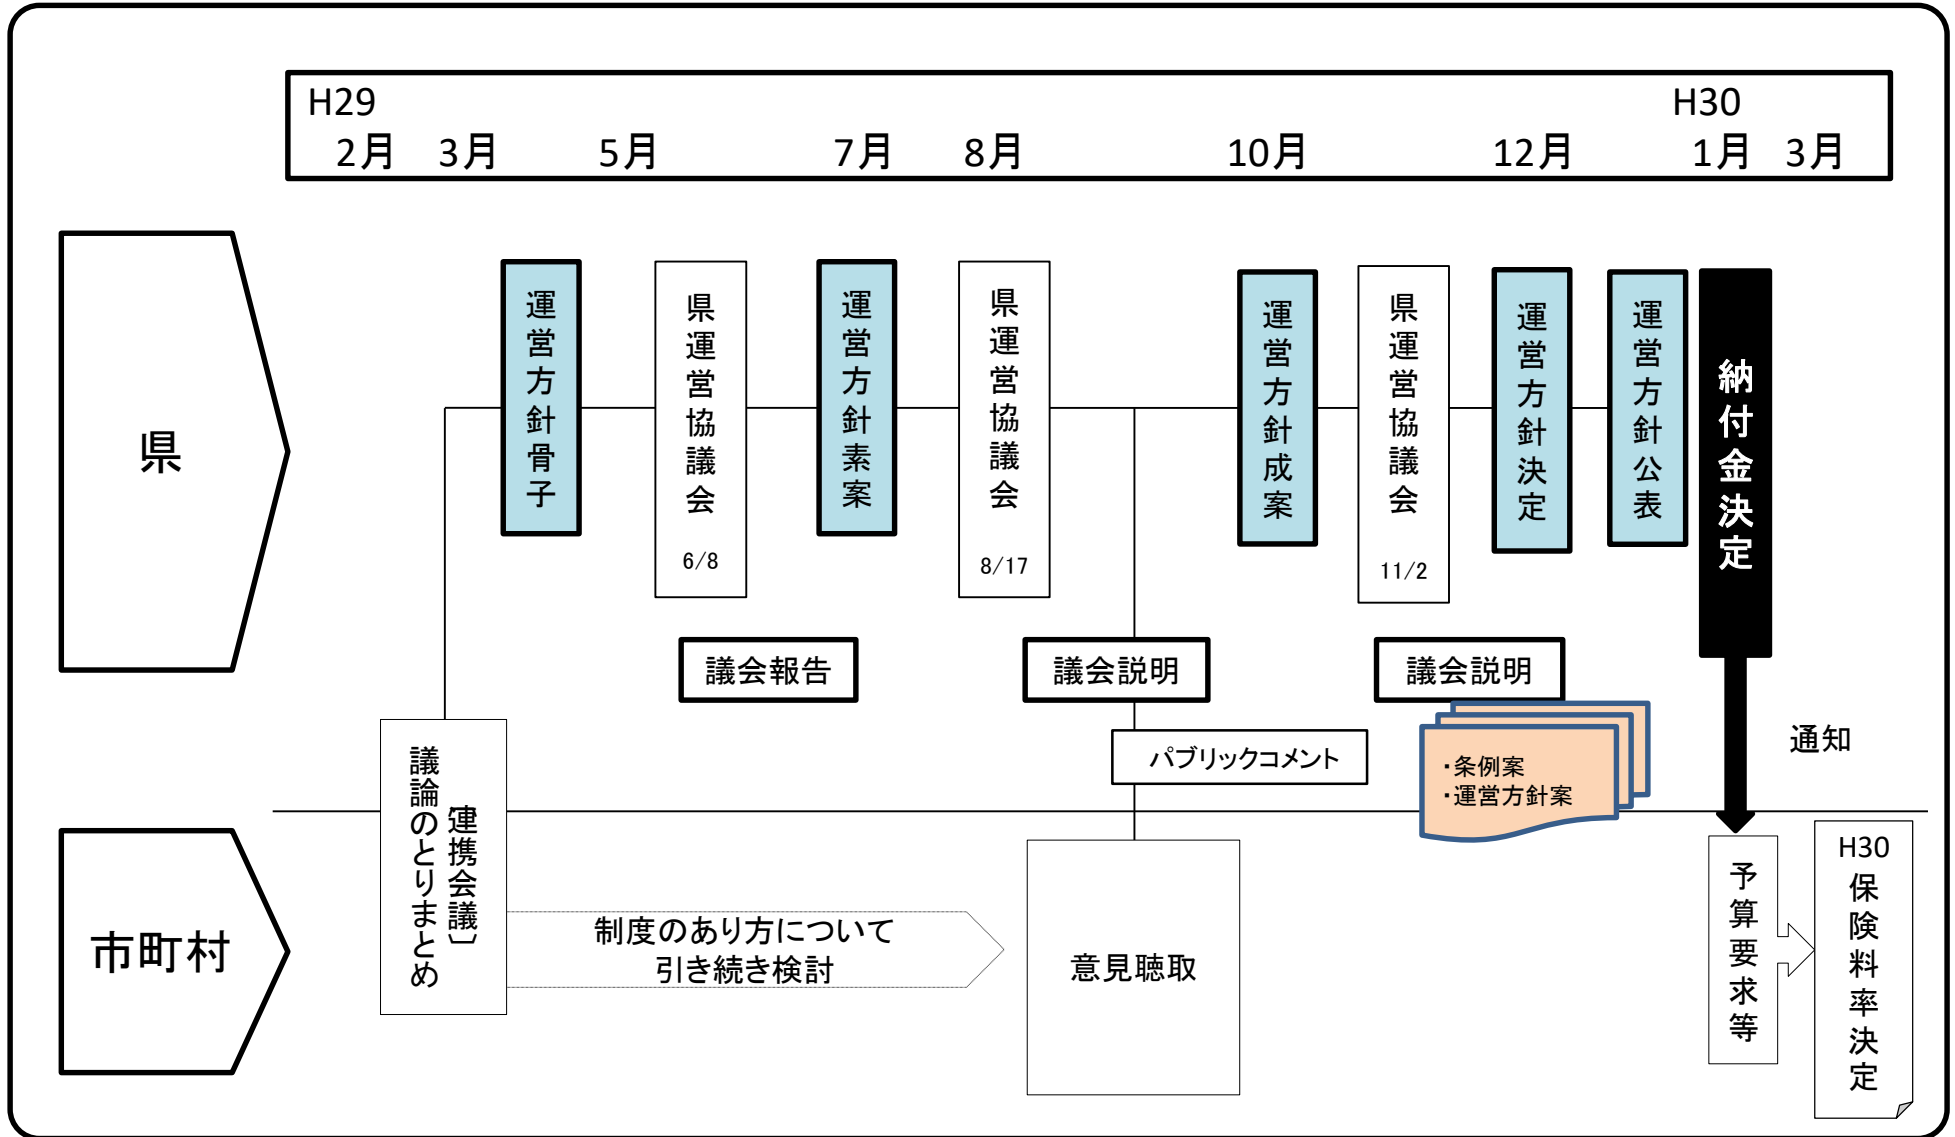 H29
H30
2月 3月 5月 7月 8月 10月 12月 1月 3月
県
運営方針骨子
県運営協議会
6/8
運営方針素案
県運営協議会
8/17
運営方針成案
県運営協議会
11/2
運営方針決定
運営方針公表
納付金決定
議会報告
議会説明
議会説明
パブリックコメント
・条例案
・運営方針案
通知
市町村
〔連携会議〕
議論のとりまとめ
制度のあり方について
引き続き検討
意見聴取
予算要求等
H30
保険料率決定